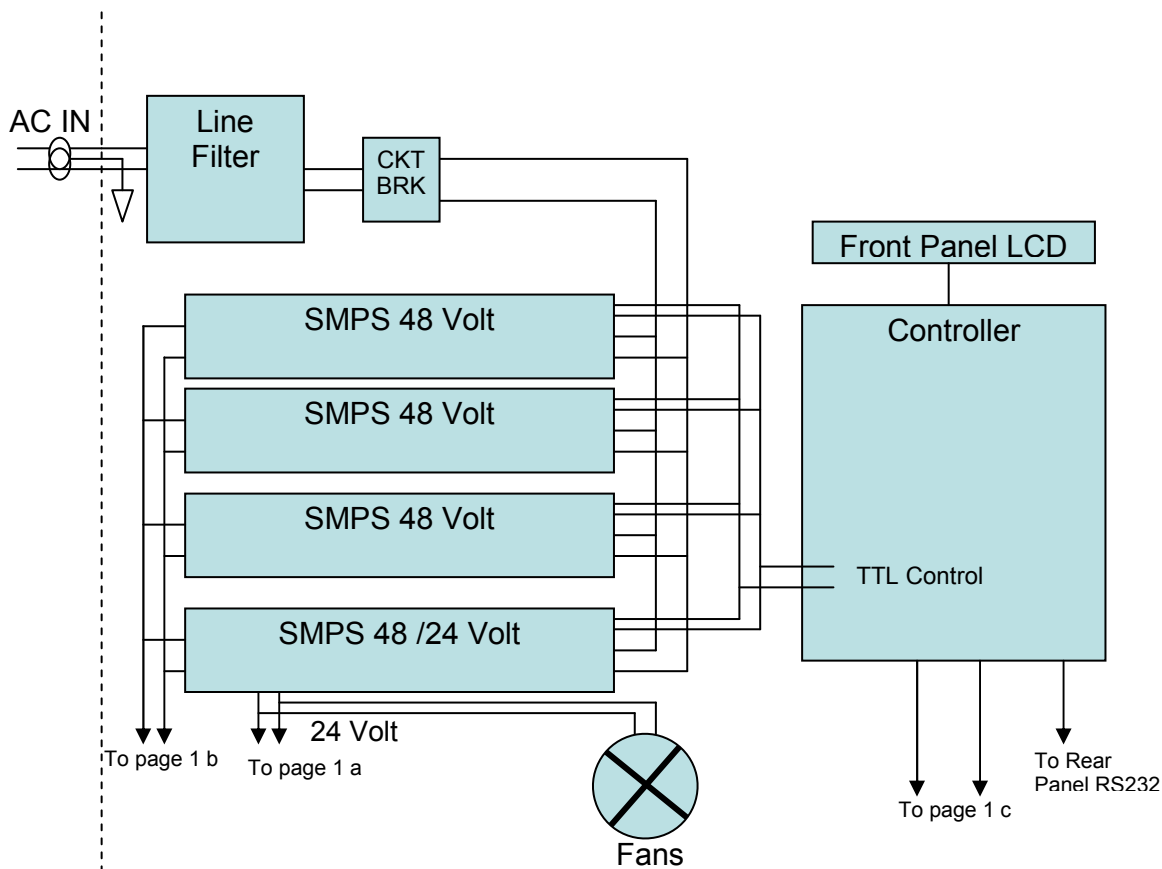 AC IN
Line
Filter
CKT
BRK
Front Panel LCD
SMPS 48 Volt
Controller
SMPS 48 Volt
SMPS 48 Volt
TTL Control
SMPS 48 /24 Volt
24 Volt
To page 1 b
To page 1 a
To Rear
Panel RS232
To page 1 c
Fans